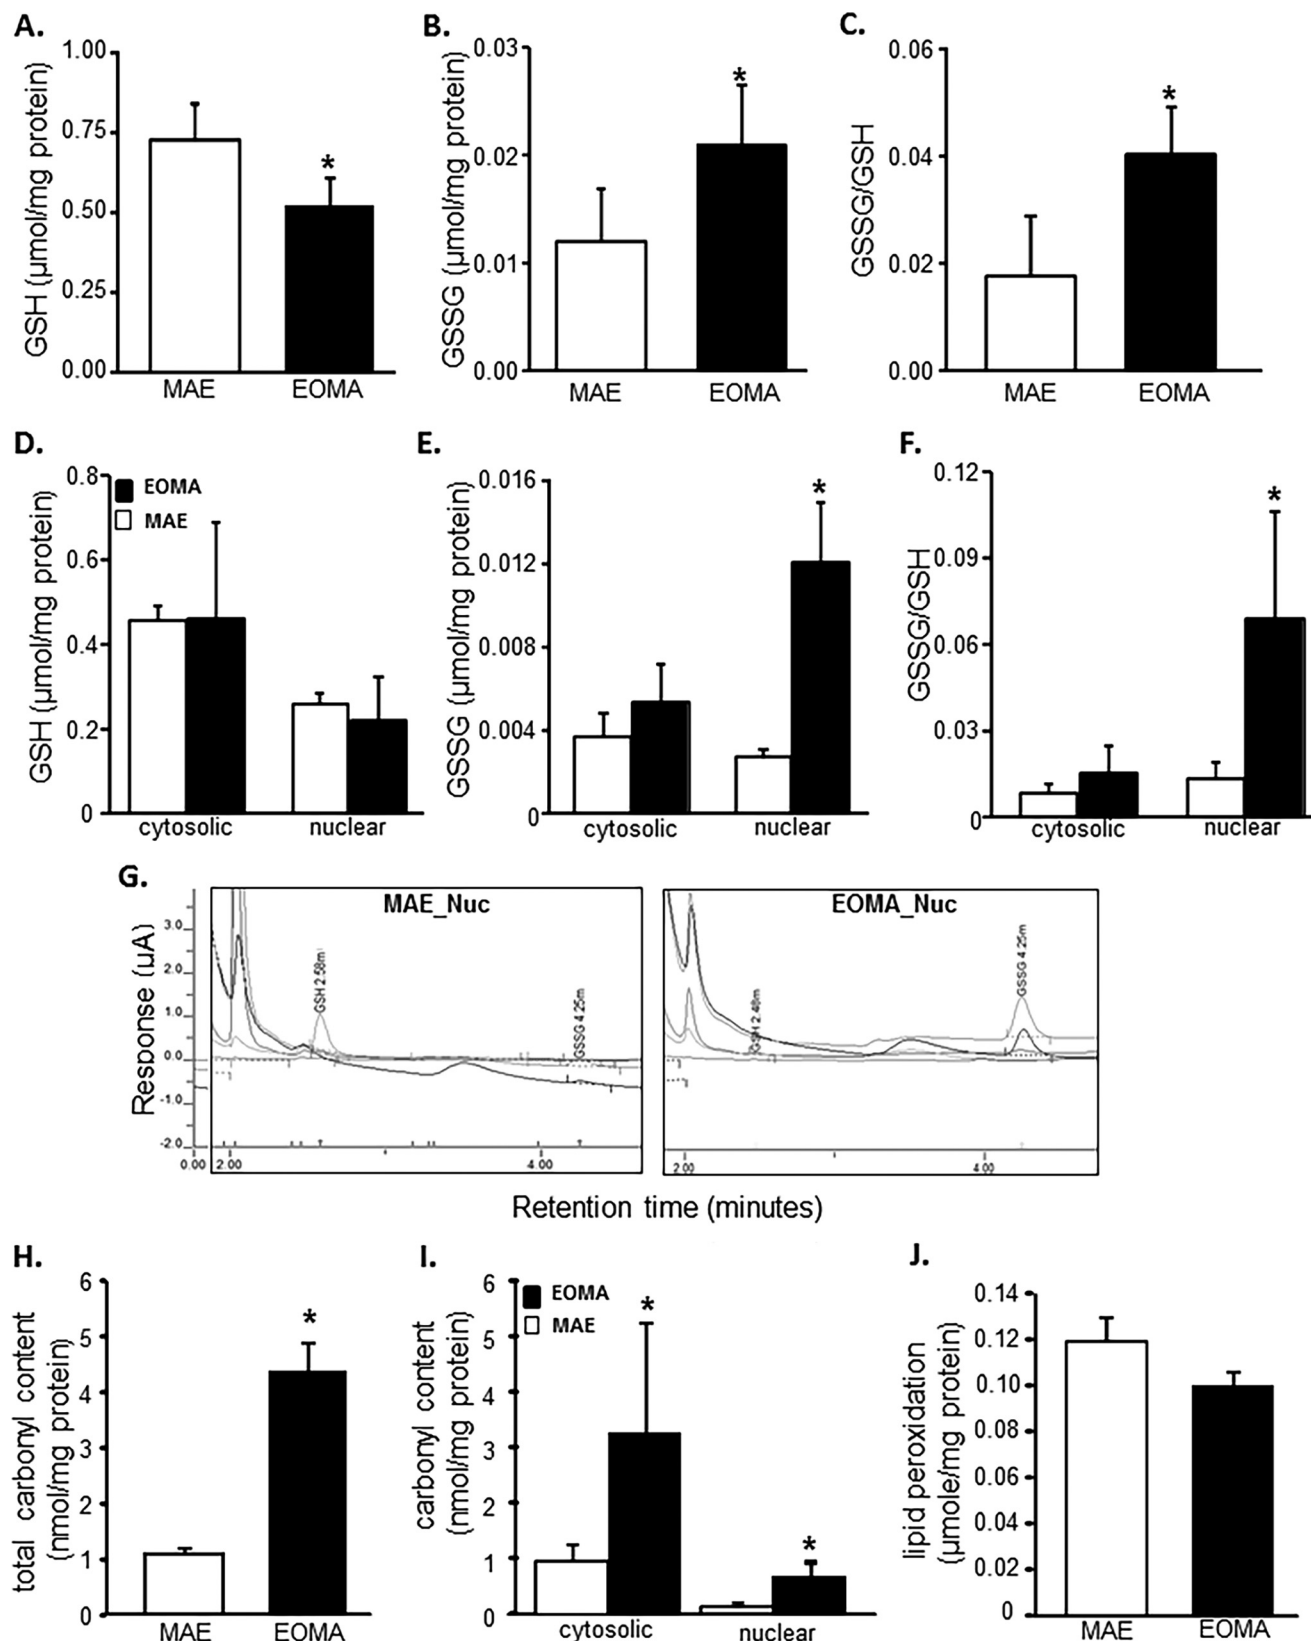 A.
GSH (µmol/mg protein)
1.00
0.75
0.50
0.25
0.00
*
MAE EOMA
B.
GSSG (µmol/mg protein)
0.03
0.02
0.01
0.00
*
MAE EOMA
C.
GSSG/GSH
0.06
0.04
0.02
0.00
*
MAE EOMA
D.
GSH (µmol/mg protein)
0.8
0.6
0.4
0.2
0
EOMA
MAE
cytosolic nuclear
E.
GSSG (µmol/mg protein)
0.016
0.012
0.008
0.004
0
*
cytosolic nuclear
F.
GSSG/GSH
0.12
0.09
0.06
0.03
0
*
cytosolic nuclear
G.
Response (µA)
3.0
2.0
1.0
0.0
-1.0
-2.0
MAE_Nuc
GSH 2.58m
GSSG 4.25m
0.00 2.00 4.00
EOMA_Nuc
GSH 2.48m
GSSG 4.25m
2.00 4.00
Retention time (minutes)
H.
total carbonyl content
(nmol/mg protein)
6
5
4
3
2
1
0
*
MAE EOMA
I.
carbonyl content
(nmol/mg protein)
6
5
4
3
2
1
0
EOMA
MAE
*
*
cytosolic nuclear
J.
lipid peroxidation
(µmole/mg protein)
0.14
0.12
0.10
0.08
0.06
0.04
0.02
0
MAE EOMA